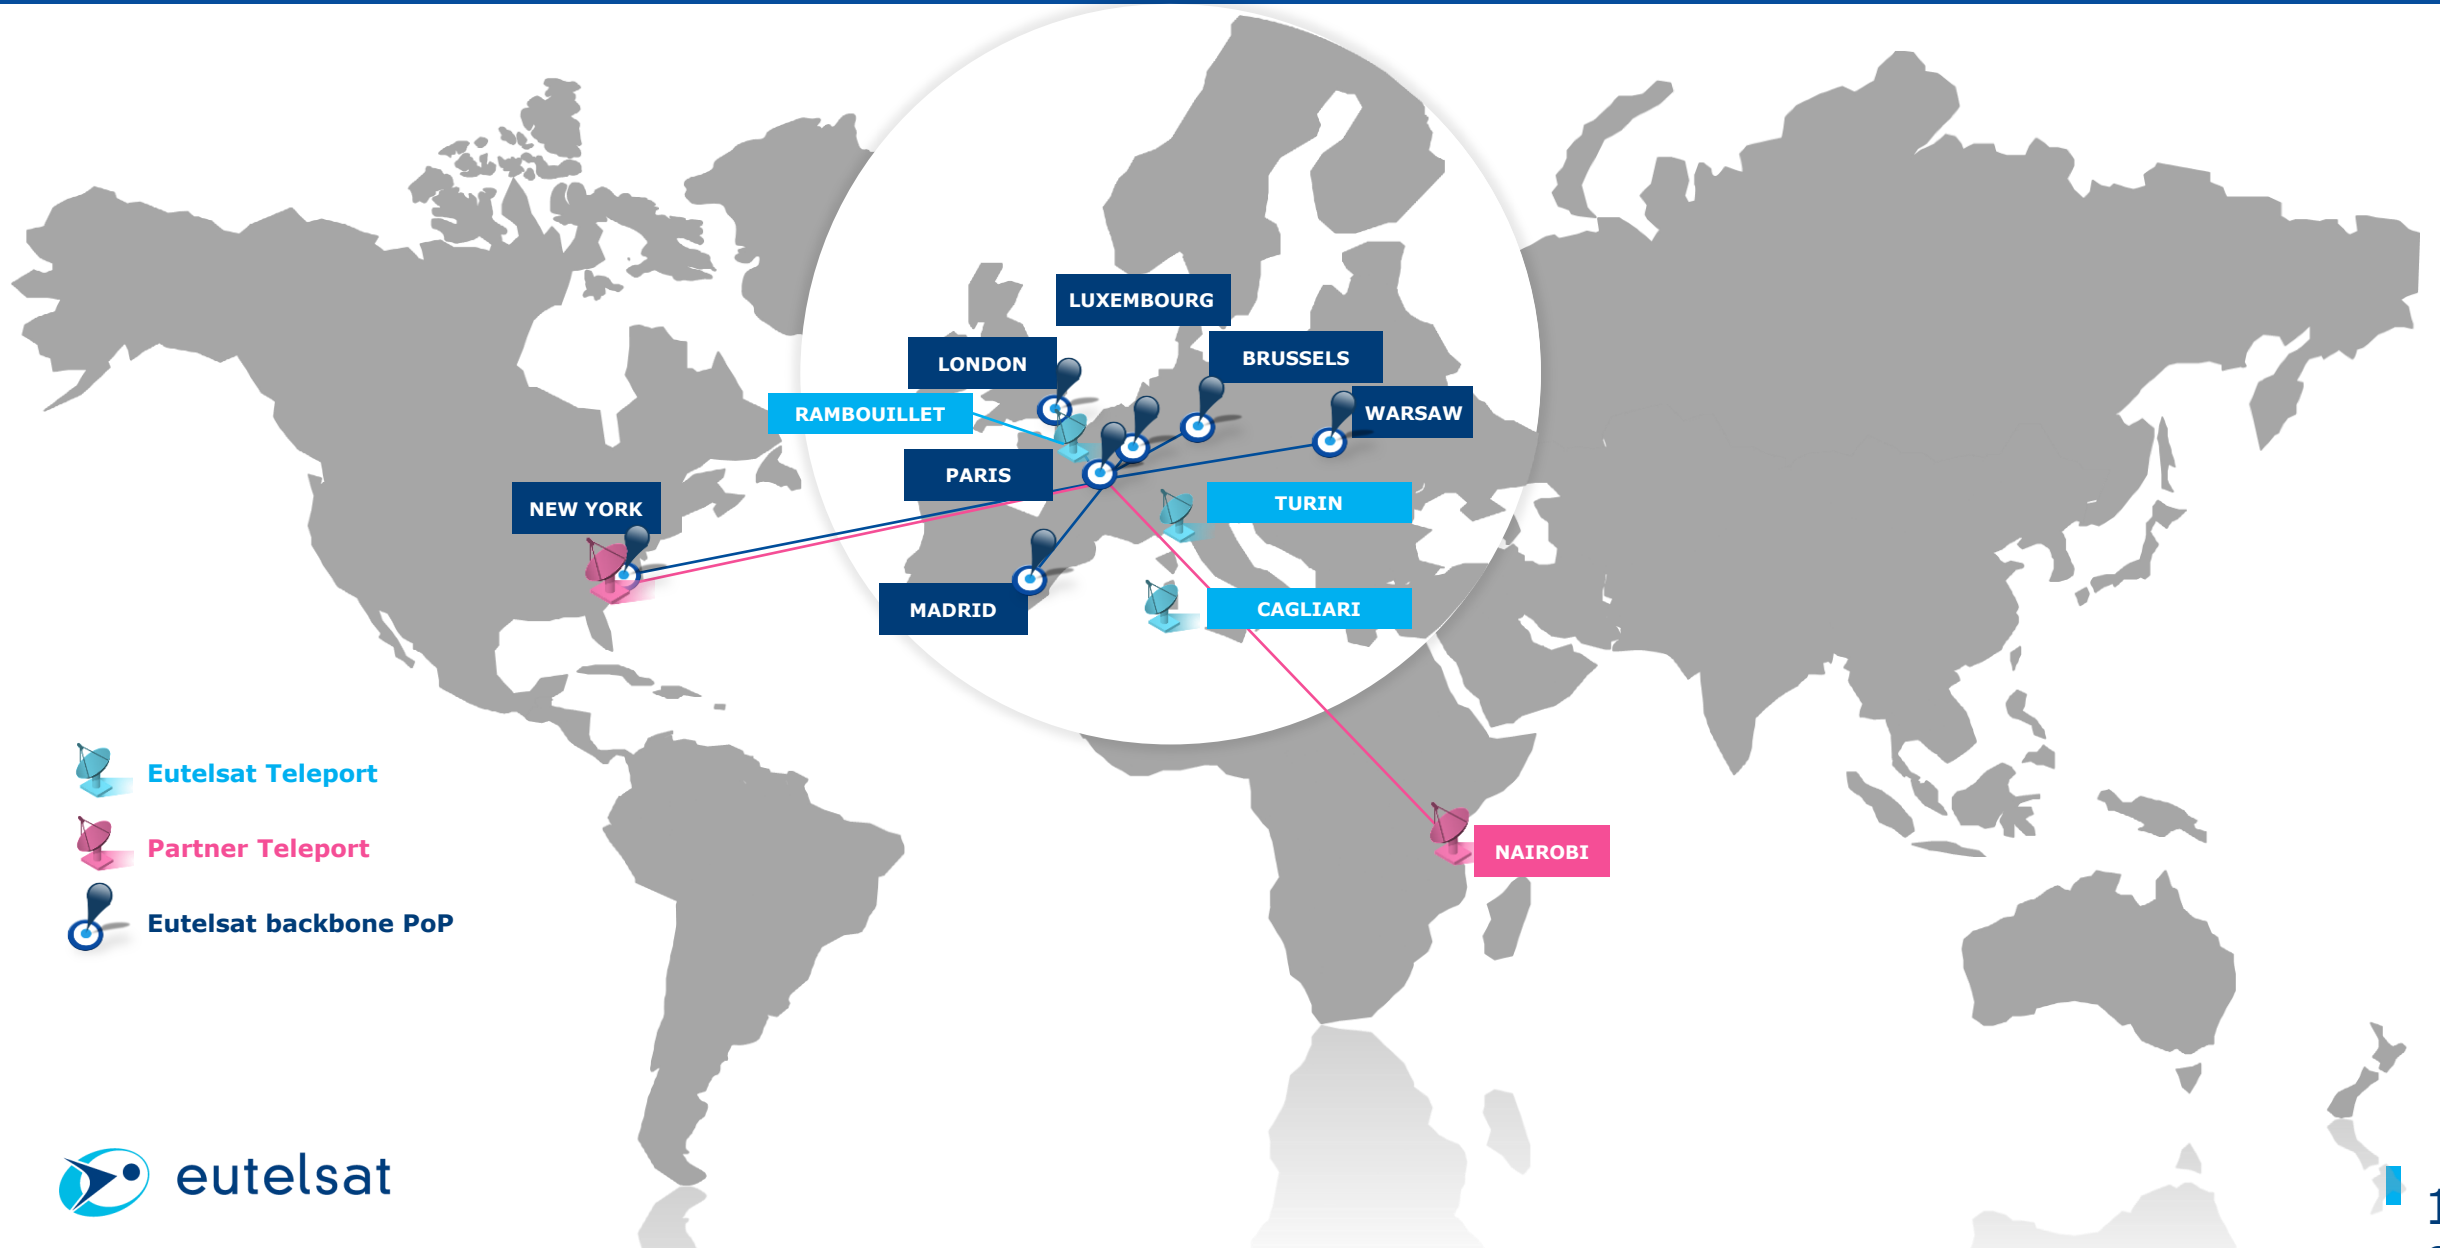 LUXEMBOURG
LONDON
BRUSSELS
RAMBOUILLET
WARSAW
PARIS
NEW YORK
TURIN
MADRID
CAGLIARI
Eutelsat Teleport
Partner Teleport
NAIROBI
Eutelsat backbone PoP
eutelsat